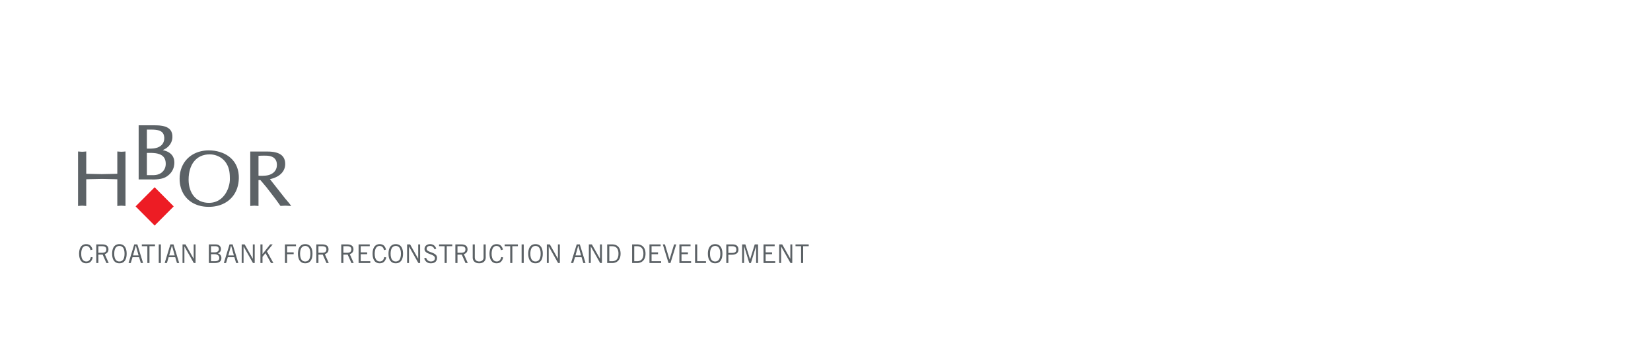 HBOR
CROATIAN BANK FOR RECONSTRUCTION AND DEVELOPMENT